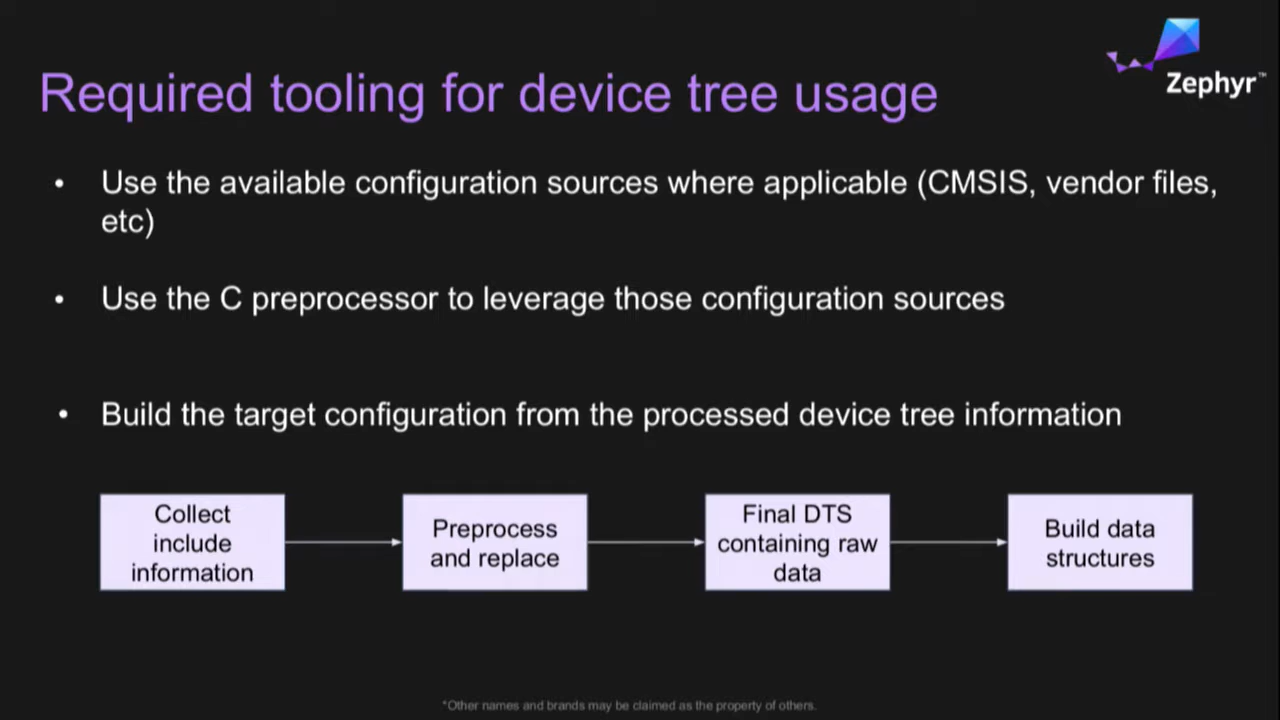 Zephyr™
Required tooling for device tree usage
• Use the available configuration sources where applicable (CMSIS, vendor files,
etc)
• Use the C preprocessor to leverage those configuration sources
• Build the target configuration from the processed device tree information
Collect
include
information
Preprocess
and replace
Final DTS
containing raw
data
Build data
structures
*Other names and brands may be claimed as the property of others.